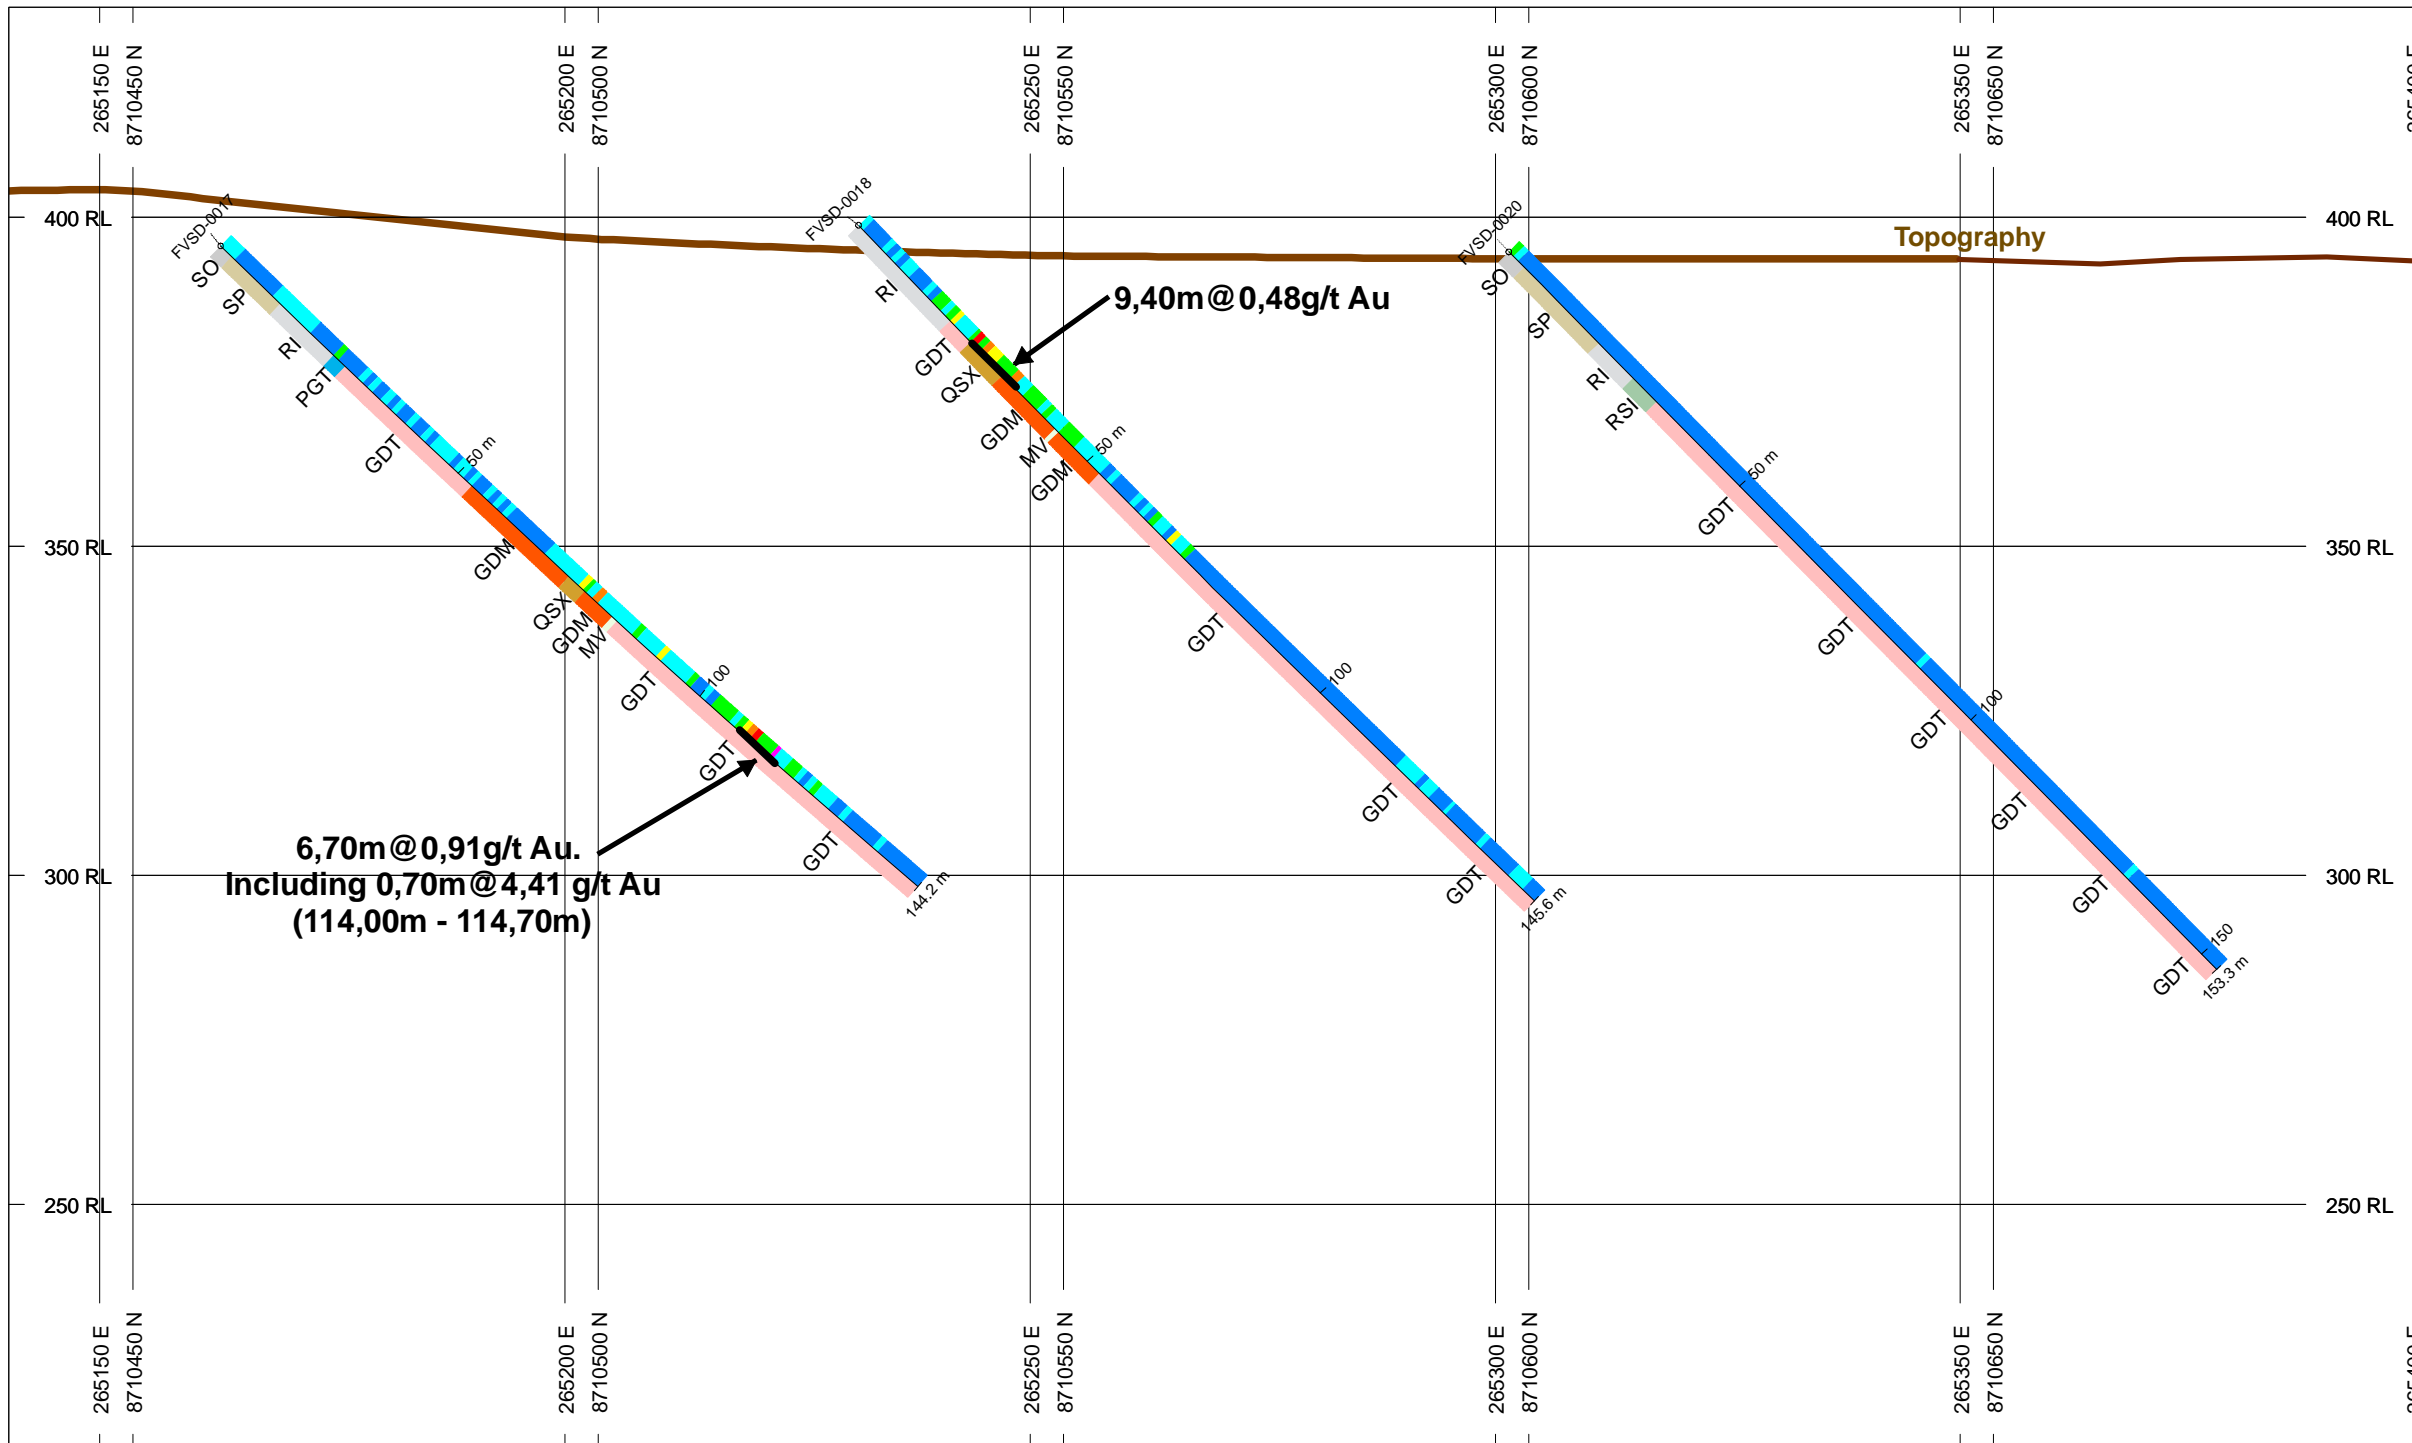 265150 E
8710450 N
265200 E
8710500 N
265250 E
8710550 N
265300 E
8710600 N
265350 E
8710650 N
400 RL
400 RL
Topography
FVSD-0017
SO
SP
RI
PGT
GDT
50 m
GDM
QSX
GDM
MV
GDT
100
GDT
GDT
144.2 m
FVSD-0018
RI
GDT
QSX
GDM
MV
GDM
50 m
GDT
100
GDT
GDT
145.6 m
FVSD-0020
SO
SP
RI
RSI
GDT
50 m
GDT
GDT
100
GDT
GDT
GDT
150
153.3 m
9,40m@0,48g/t Au
350 RL
350 RL
6,70m@0,91g/t Au.
Including 0,70m@4,41 g/t Au
(114,00m - 114,70m)
300 RL
300 RL
250 RL
250 RL
265150 E
8710450 N
265200 E
8710500 N
265250 E
8710550 N
265300 E
8710600 N
265350 E
8710650 N